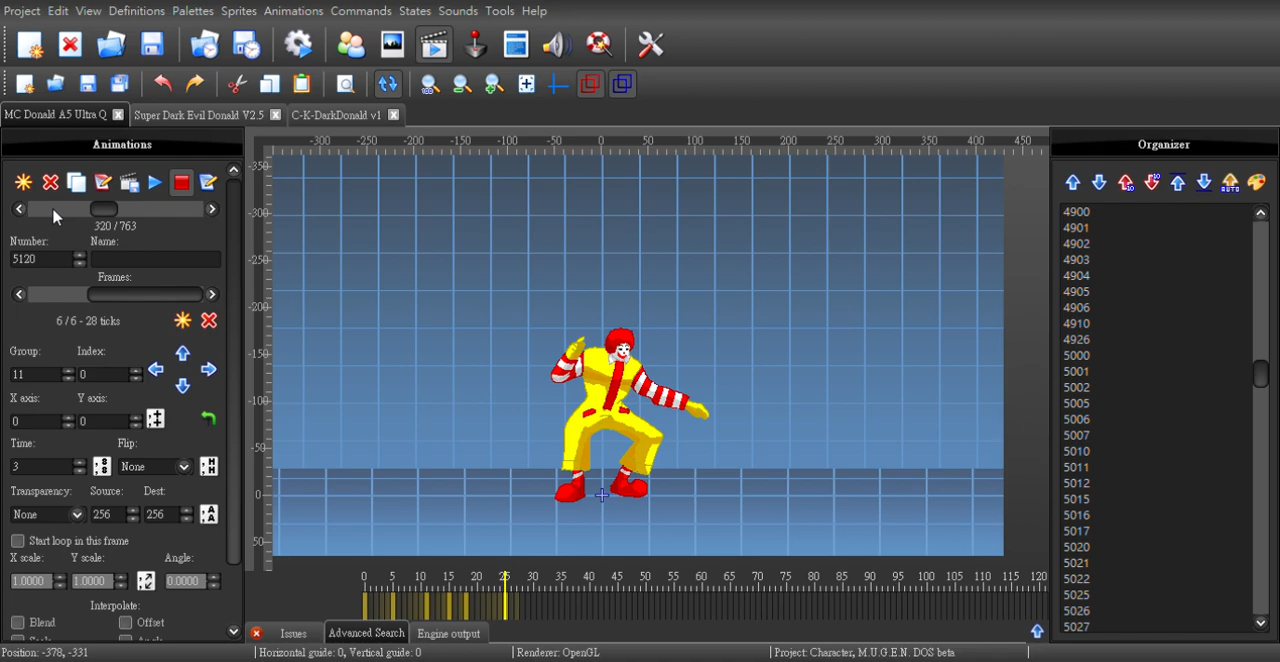 Project Edit View Definitions Palettes Sprites Animations Commands States Sounds Tools Help
MC Donald A5 Ultra Q Super Dark Evil Donald V2.5 C-K-DarkDonald v1
Animations
320 / 763
Number: Name:
5120
Frames:
6 / 6 - 28 ticks
Group: Index:
11 0
X axis: Y axis:
0 0
Time: Flip:
3 None
Transparency: Source: Dest:
None 256 256
Start loop in this frame
X scale: Y scale: Angle:
1.0000 1.0000 0.0000
Interpolate:
Blend Offset
-300 -250 -200 -150 -100 -50 0 50 100 150 200 250 300 350 400 450
-350
-300
-250
-200
-150
-100
-50
0
50
0 5 10 15 20 25 30 35 40 45 50 55 60 65 70 75 80 85 90 95 100 105 110 115 120
Issues Advanced Search Engine output
Organizer
4900
4901
4902
4903
4904
4905
4906
4910
4926
5000
5001
5002
5005
5006
5007
5010
5011
5012
5015
5016
5017
5020
5021
5022
5025
5026
5027
Position: -378, -331 Horizontal guide: 0, Vertical guide: 0 Renderer: OpenGL Project: Character, M.U.G.E.N. DOS beta